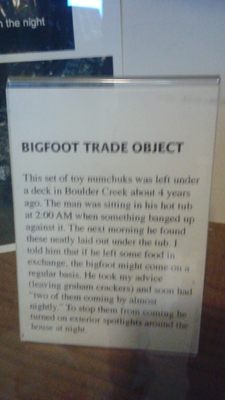 n the night
BIGFOOT TRADE OBJECT
This set of toy numchuks was left under
a deck in Boulder Creek about 4 years
ago. The man was sitting in his hot tub
at 2:00 AM when something banged up
against it. The next morning he found
these neatly laid out under the tub. I
told him that if he left some food in
exchange, the bigfoot might come on a
regular basis. He took my advice
(leaving graham crackers) and soon had
"two of them coming by almost
nightly." To stop them from coming he
turned on exterior spotlights around the
house at night.